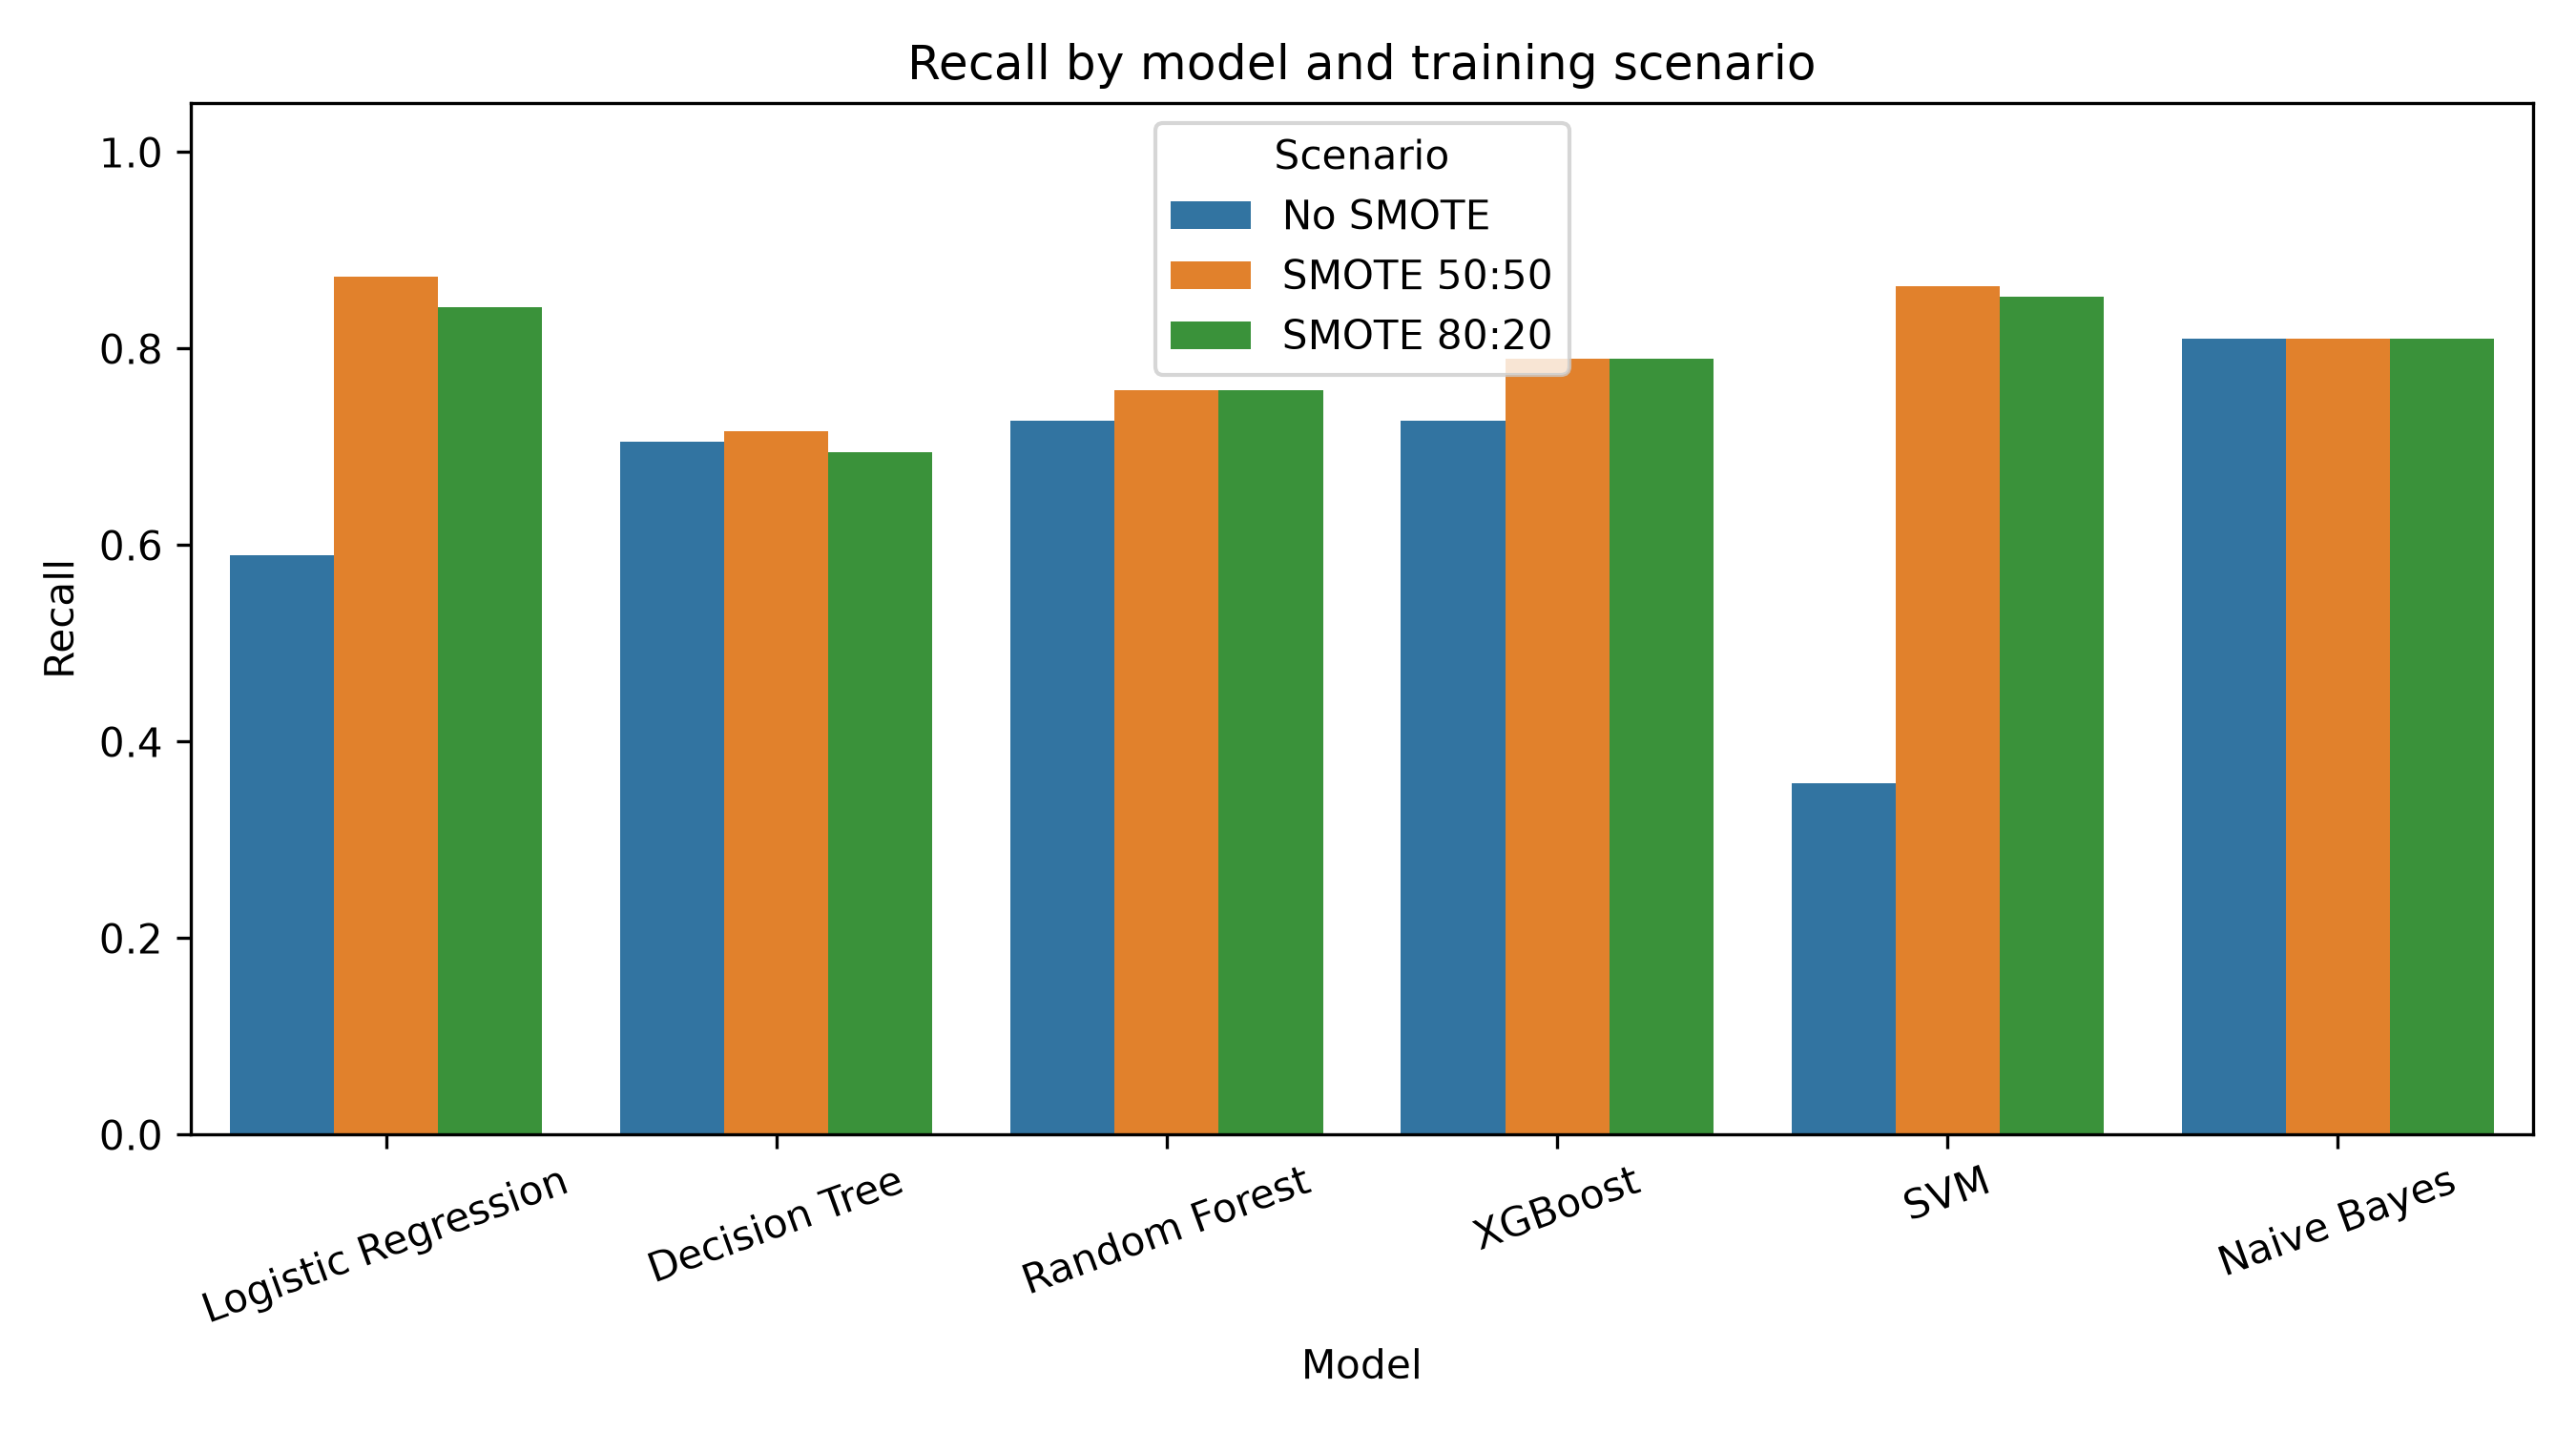 Recall by model and training scenario
Scenario
No SMOTE
SMOTE 50:50
SMOTE 80:20
Recall
1.0
0.8
0.6
0.4
0.2
0.0
Logistic Regression
Decision Tree
Random Forest
XGBoost
SVM
Naive Bayes
Model